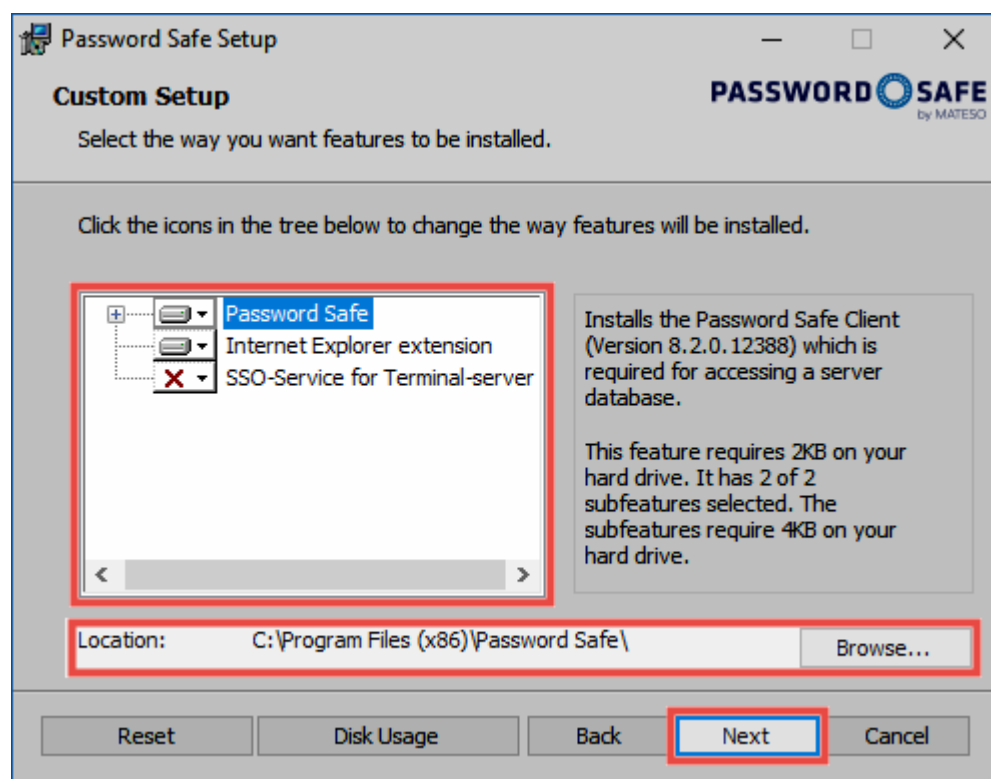 Password Safe Setup
Custom Setup
PASSWORD SAFE
by MATESO
Select the way you want features to be installed.
Click the icons in the tree below to change the way features will be installed.
Password Safe
Internet Explorer extension
SSO-Service for Terminal-server
Installs the Password Safe Client
(Version 8.2.0.12388) which is
required for accessing a server
database.
This feature requires 2KB on your
hard drive. It has 2 of 2
subfeatures selected. The
subfeatures require 4KB on your
hard drive.
Location: C:\Program Files (x86)\Password Safe\ Browse...
Reset Disk Usage Back Next Cancel